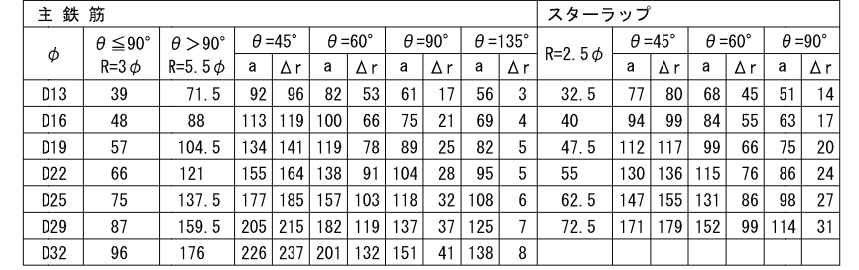 主 鉄 筋 スターラップ
φ θ≦90° R=3φ θ>90° R=5.5φ θ=45° θ=60° θ=90° θ=135° R=2.5φ θ=45° θ=60° θ=90°
a Δr a Δr a Δr a Δr a Δr a Δr a Δr
D13 39 71.5 92 96 82 53 61 17 56 3 32.5 77 80 68 45 51 14
D16 48 88 113 119 100 66 75 21 69 4 40 94 99 84 55 63 17
D19 57 104.5 134 141 119 78 89 25 82 5 47.5 112 117 99 66 75 20
D22 66 121 155 164 138 91 104 28 95 5 55 130 136 115 76 86 24
D25 75 137.5 177 185 157 103 118 32 108 6 62.5 147 155 131 86 98 27
D29 87 159.5 205 215 182 119 137 37 125 7 72.5 171 179 152 99 114 31
D32 96 176 226 237 201 132 151 41 138 8